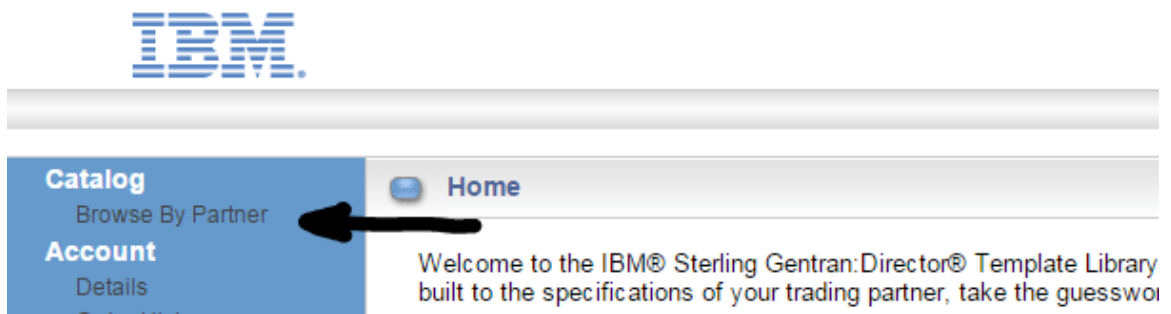 IBM.
Catalog
Browse By Partner
Account
Details
Home
Welcome to the IBM® Sterling Gentran:Director® Template Library
built to the specifications of your trading partner, take the